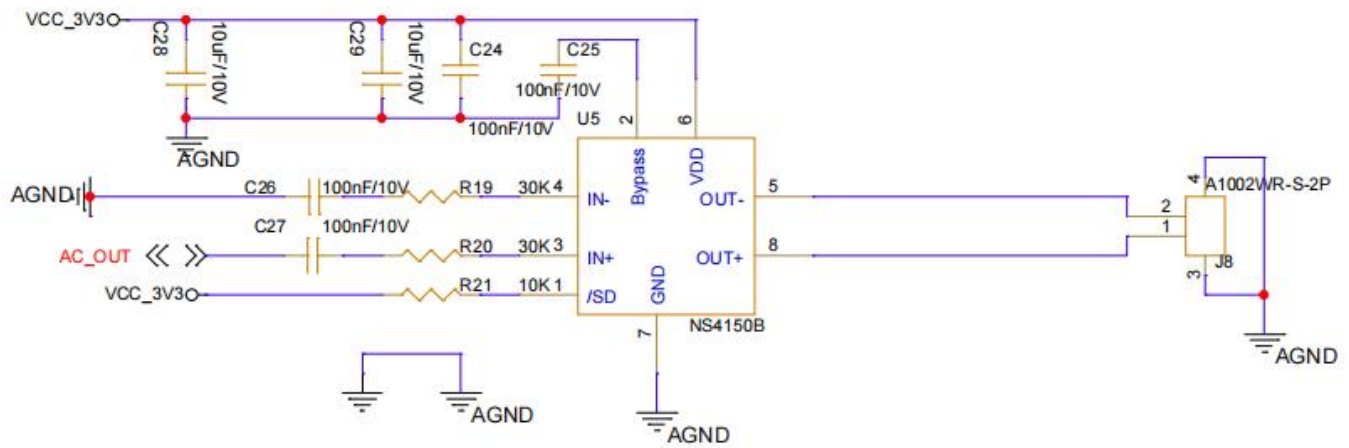 VCC_3V3
C28
10uF/10V
C29
10uF/10V
C24
100nF/10V
C25
100nF/10V
AGND
U5
2
6
Bypass
VDD
AGND
C26
100nF/10V
R19
30K
4
IN-
OUT-
5
C27
100nF/10V
AC_OUT
R20
30K
3
IN+
OUT+
8
VCC_3V3
R21
10K
1
/SD
GND
7
NS4150B
4
A1002WR-S-2P
2
1
J8
3
AGND
AGND
AGND